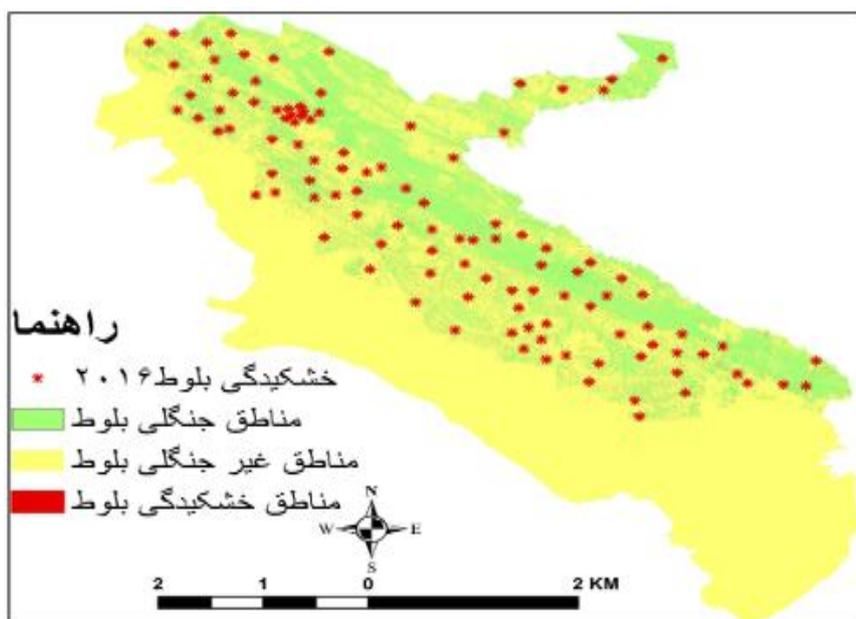 راهنما
خشکیدگی بلوط۲۰۱۶
مناطق جنگلی بلوط
مناطق غیر جنگلی بلوط
مناطق خشکیدگی بلوط
N
W E
S
2 1 0 2 KM